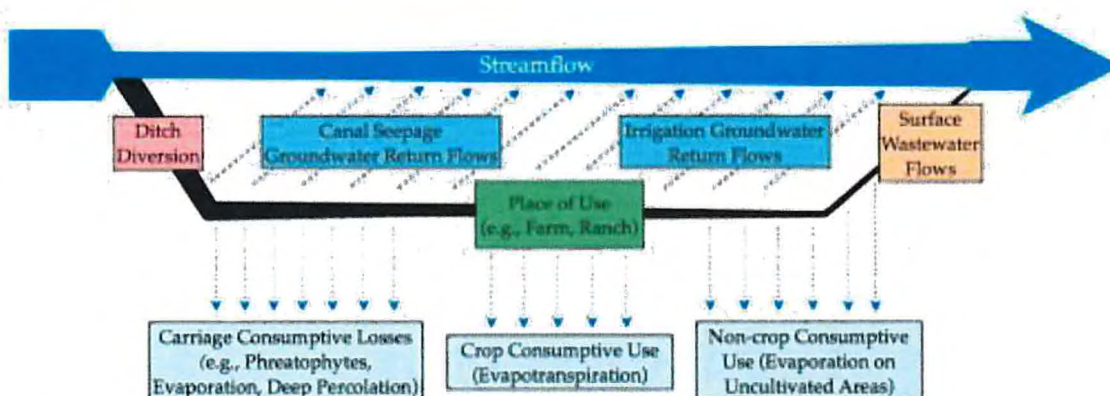 Streamflow
Ditch
Diversion
Canal Seepage
Groundwater Return Flows
Irrigation Groundwater
Return Flows
Surface
Wastewater
Flows
Place of Use
(e.g., Farm, Ranch)
Carriage Consumptive Losses
(e.g., Phreatophytes,
Evaporation, Deep Percolation)
Crop Consumptive Use
(Evapotranspiration)
Non-crop Consumptive
Use (Evaporation on
Uncultivated Areas)